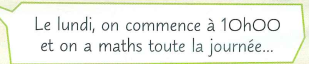 Le lundi, on commence à 10h00
et on a maths toute la journée...